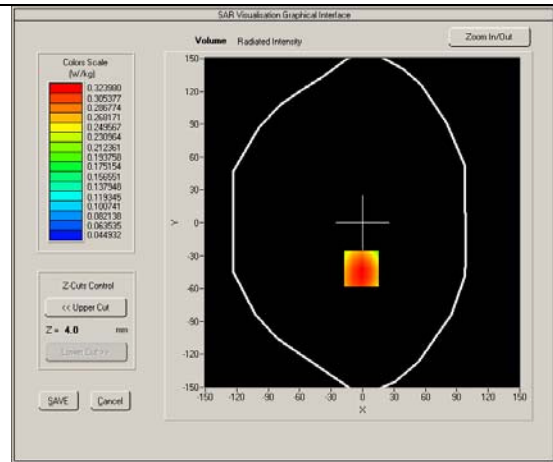 SAR Visualisation Graphical Interface
Volume Radiated Intensity
Zoom In/Out
Colors Scale
(W/kg)
0.323980
0.305377
0.286774
0.268171
0.249567
0.230964
0.212361
0.193758
0.175154
0.156551
0.137948
0.119345
0.100741
0.082138
0.063535
0.044932
Z-Cuts Control
<< Upper Cut
Z = 4.0 mm
Lower Cut >>
SAVE
Cancel
150
120
90
60
30
0
-30
-60
-90
-120
-150
Y
-150 -120 -90 -60 -30 0 30 60 90 120 150
X